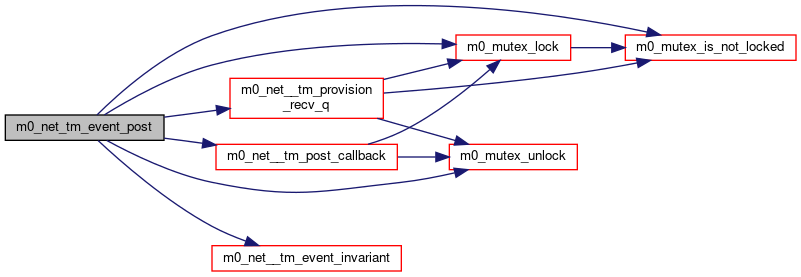 m0_net_tm_event_post
m0_mutex_lock
m0_mutex_is_not_locked
m0_net__tm_provision
_recv_q
m0_net__tm_post_callback
m0_mutex_unlock
m0_net__tm_event_invariant